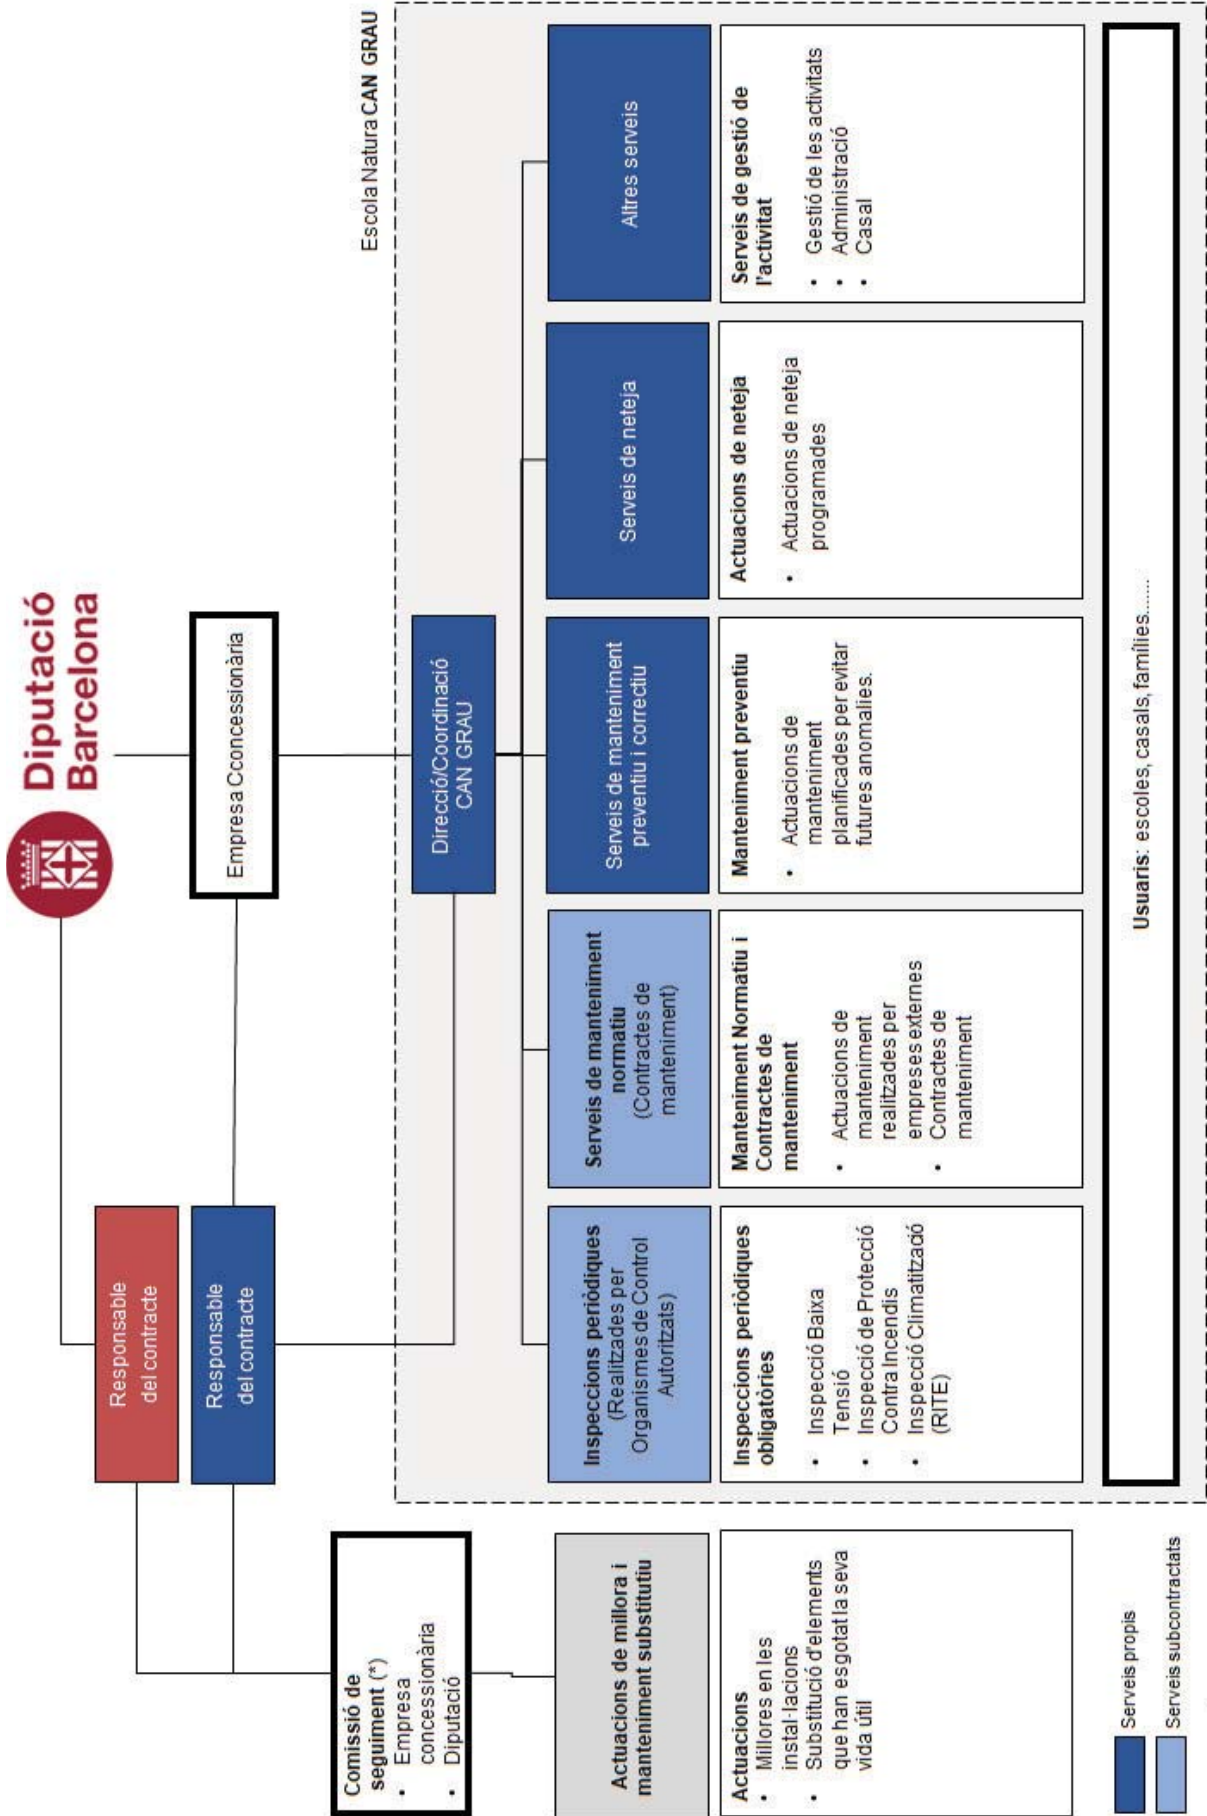 Diputació
Barcelona
Responsable
del contracte
Empresa Cconcessionària
Responsable
del contracte
Comissió de
seguiment (*)
• Empresa
concessionària
• Diputació
Escola Natura CAN GRAU
Direcció/Coordinació
CAN GRAU
Actuacions de millora i
manteniment substitutiu
Inspeccions periòdiques
(Realitzades per
Organismes de Control
Autoritzats)
Serveis de manteniment
normatiu
(Contractes de
manteniment)
Serveis de manteniment
preventiu i correctiu
Serveis de neteja
Altres serveis
Actuacions
• Millores en les
instal·lacions
• Substitució d'elements
que han esgotat la seva
vida útil
Inspeccions periòdiques
obligatòries
• Inspecció Baixa
Tensió
• Inspecció de Protecció
Contra Incendis
• Inspecció Climatització
(RITE)
Manteniment Normatiu i
Contractes de
manteniment
• Actuacions de
manteniment
realitzades per
empreses externes
• Contractes de
manteniment
Manteniment preventiu
• Actuacions de
manteniment
planificades per evitar
futures anomalies.
Actuacions de neteja
• Actuacions de neteja
programades
Serveis de gestió de
l'activitat
• Gestió de les activitats
• Administració
• Casal
Usuaris: escoles, casals, famílies.......
Serveis propis
Serveis subcontractats